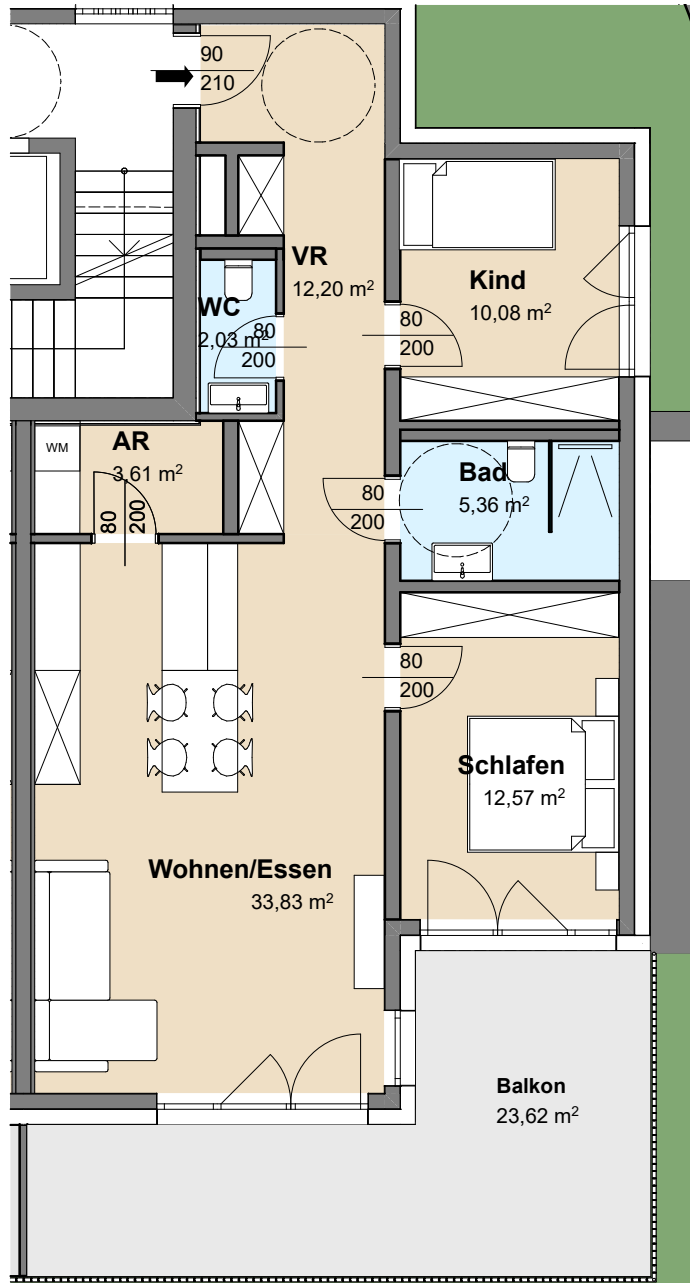 90
210
VR
12,20 m²
Kind
10,08 m²
WC
2,03 m²
80
200
80
200
AR
3,61 m²
WM
80
200
Bad
5,36 m²
80
200
80
200
Schlafen
12,57 m²
Wohnen/Essen
33,83 m²
Balkon
23,62 m²